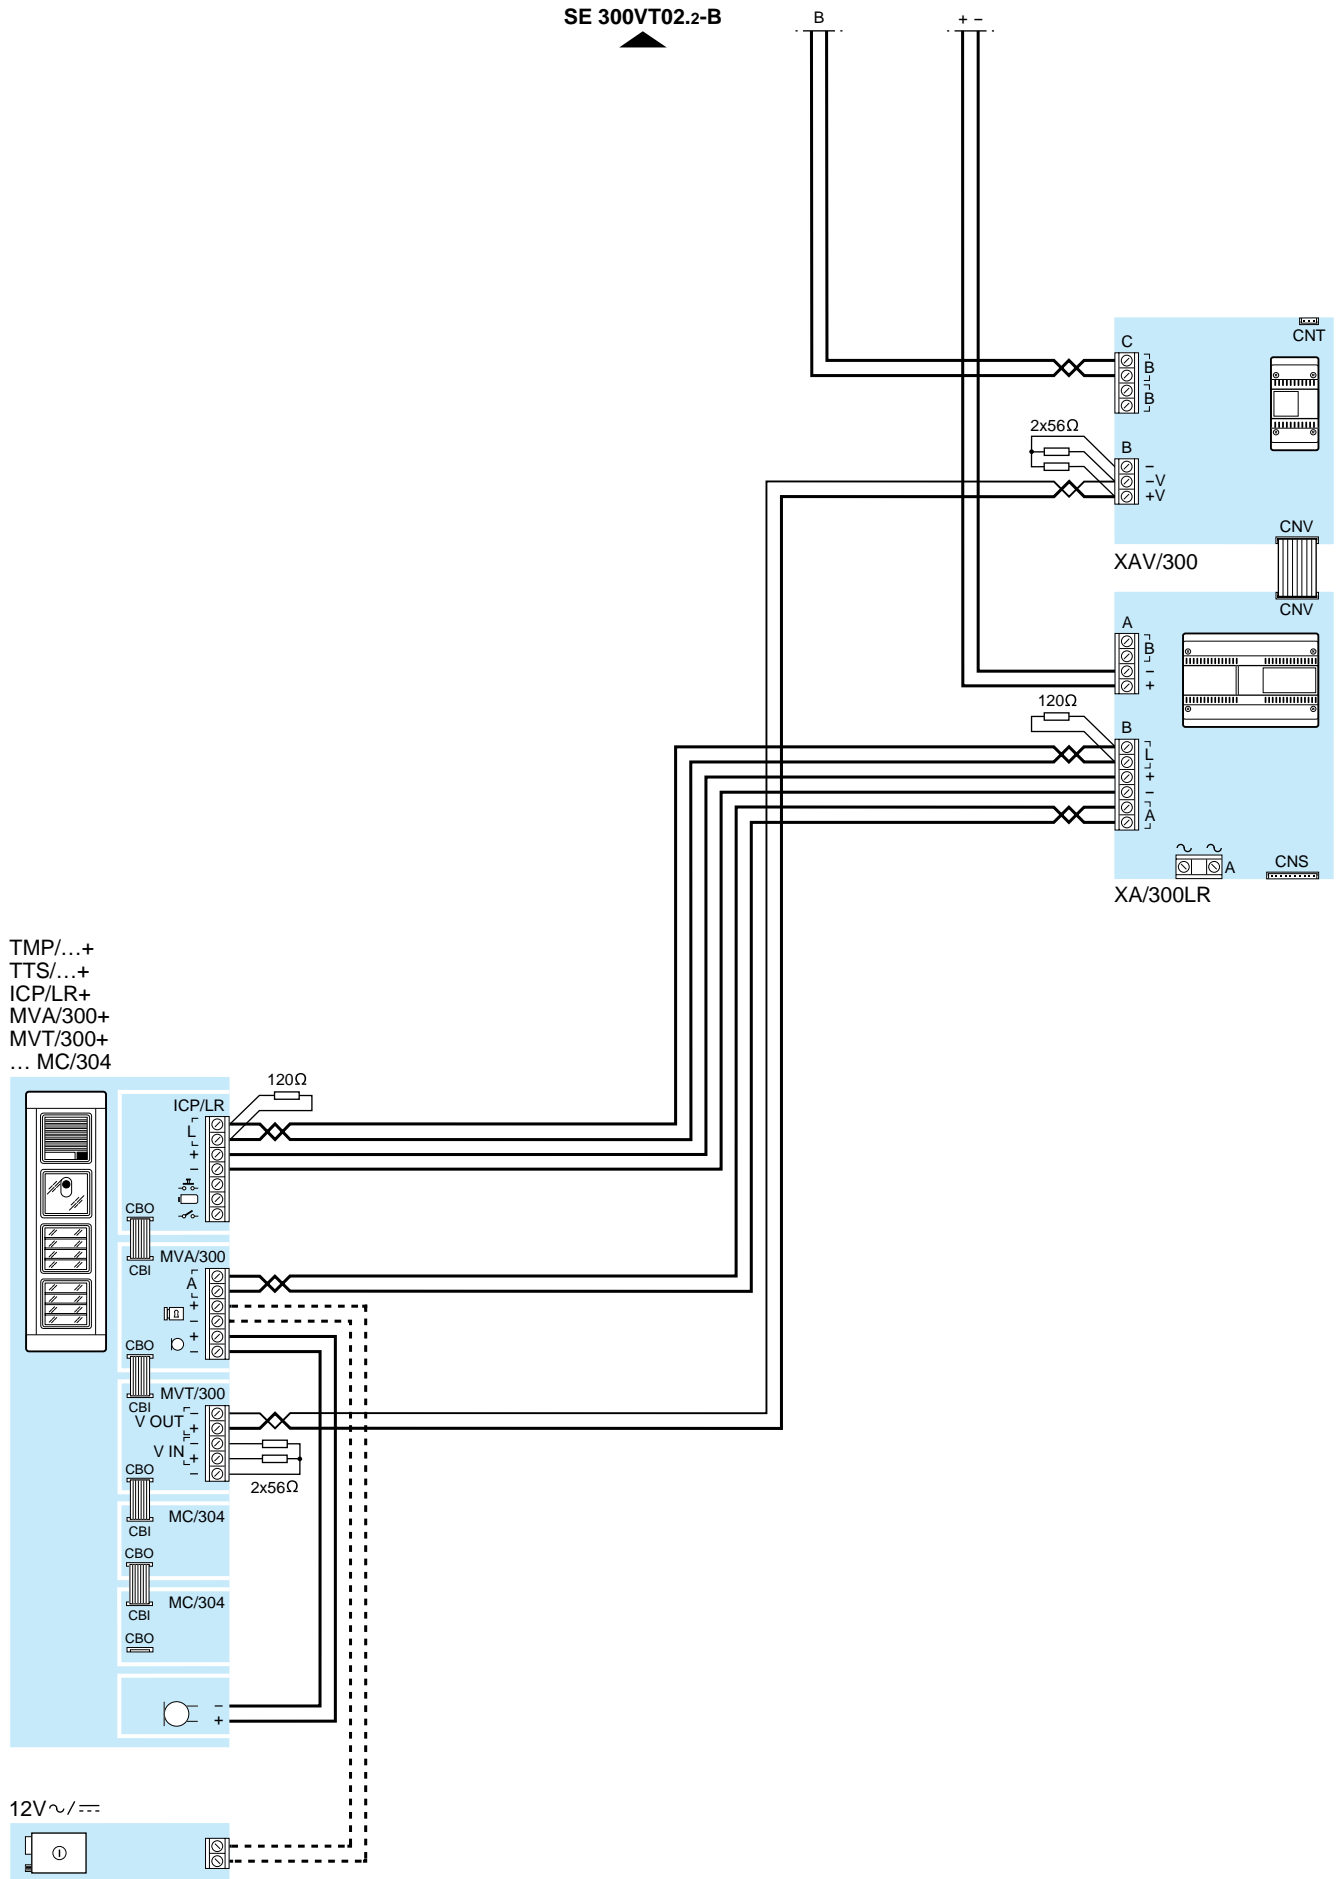 SE 300VT02.2-B
B
+ –
CNT
C
B
B
2x56Ω
B
–
–V
+V
CNV
XAV/300
CNV
A
B
–
+
120Ω
B
L
+
–
A
A
CNS
XA/300LR
TMP/...+
TTS/...+
ICP/LR+
MVA/300+
MVT/300+
... MC/304
120Ω
ICP/LR
L
+
–
CBO
CBI
MVA/300
A
+
–
+
–
CBO
CBI
MVT/300
V OUT
–
+
V IN
–
+
–
2x56Ω
CBO
CBI
MC/304
CBO
CBI
MC/304
CBO
–
+
12V~/⎓